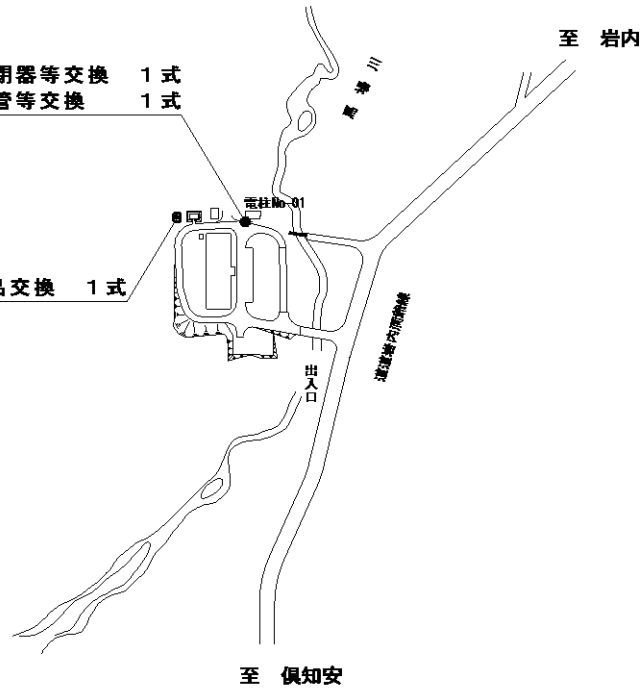 至　岩内
閉器等交換　１式
管等交換　１式
電柱No-01
品交換　１式
出入口
至　倶知安